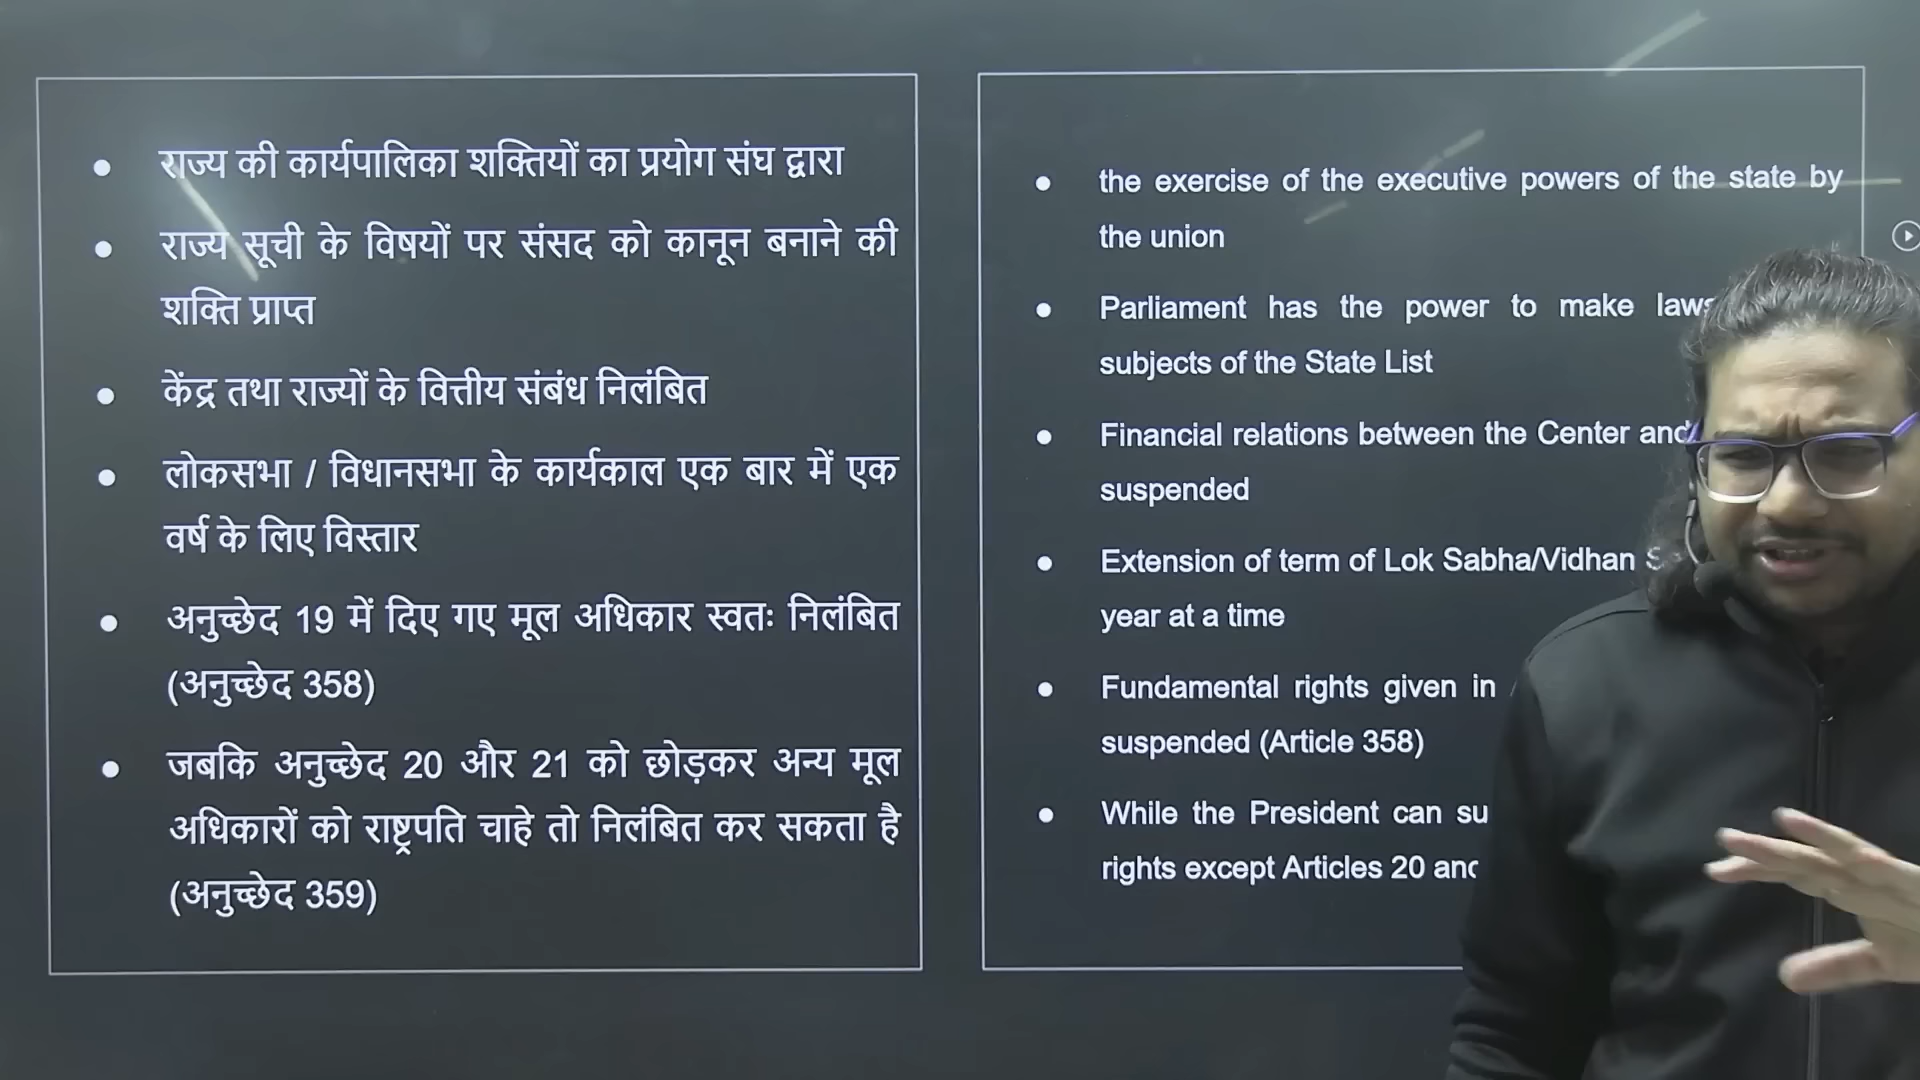 राज्य की कार्यपालिका शक्तियों का प्रयोग संघ द्वारा
राज्य सूची के विषयों पर संसद को कानून बनाने की
शक्ति प्राप्त
केंद्र तथा राज्यों के वित्तीय संबंध निलंबित
लोकसभा / विधानसभा के कार्यकाल एक बार में एक
वर्ष के लिए विस्तार
अनुच्छेद 19 में दिए गए मूल अधिकार स्वतः निलंबित
(अनुच्छेद 358)
जबकि अनुच्छेद 20 और 21 को छोड़कर अन्य मूल
अधिकारों को राष्ट्रपति चाहे तो निलंबित कर सकता है
(अनुच्छेद 359)
the exercise of the executive powers of the state by
the union
Parliament has the power to make laws
subjects of the State List
Financial relations between the Center and
suspended
Extension of term of Lok Sabha/Vidhan
year at a time
Fundamental rights given in
suspended (Article 358)
While the President can su
rights except Articles 20 and